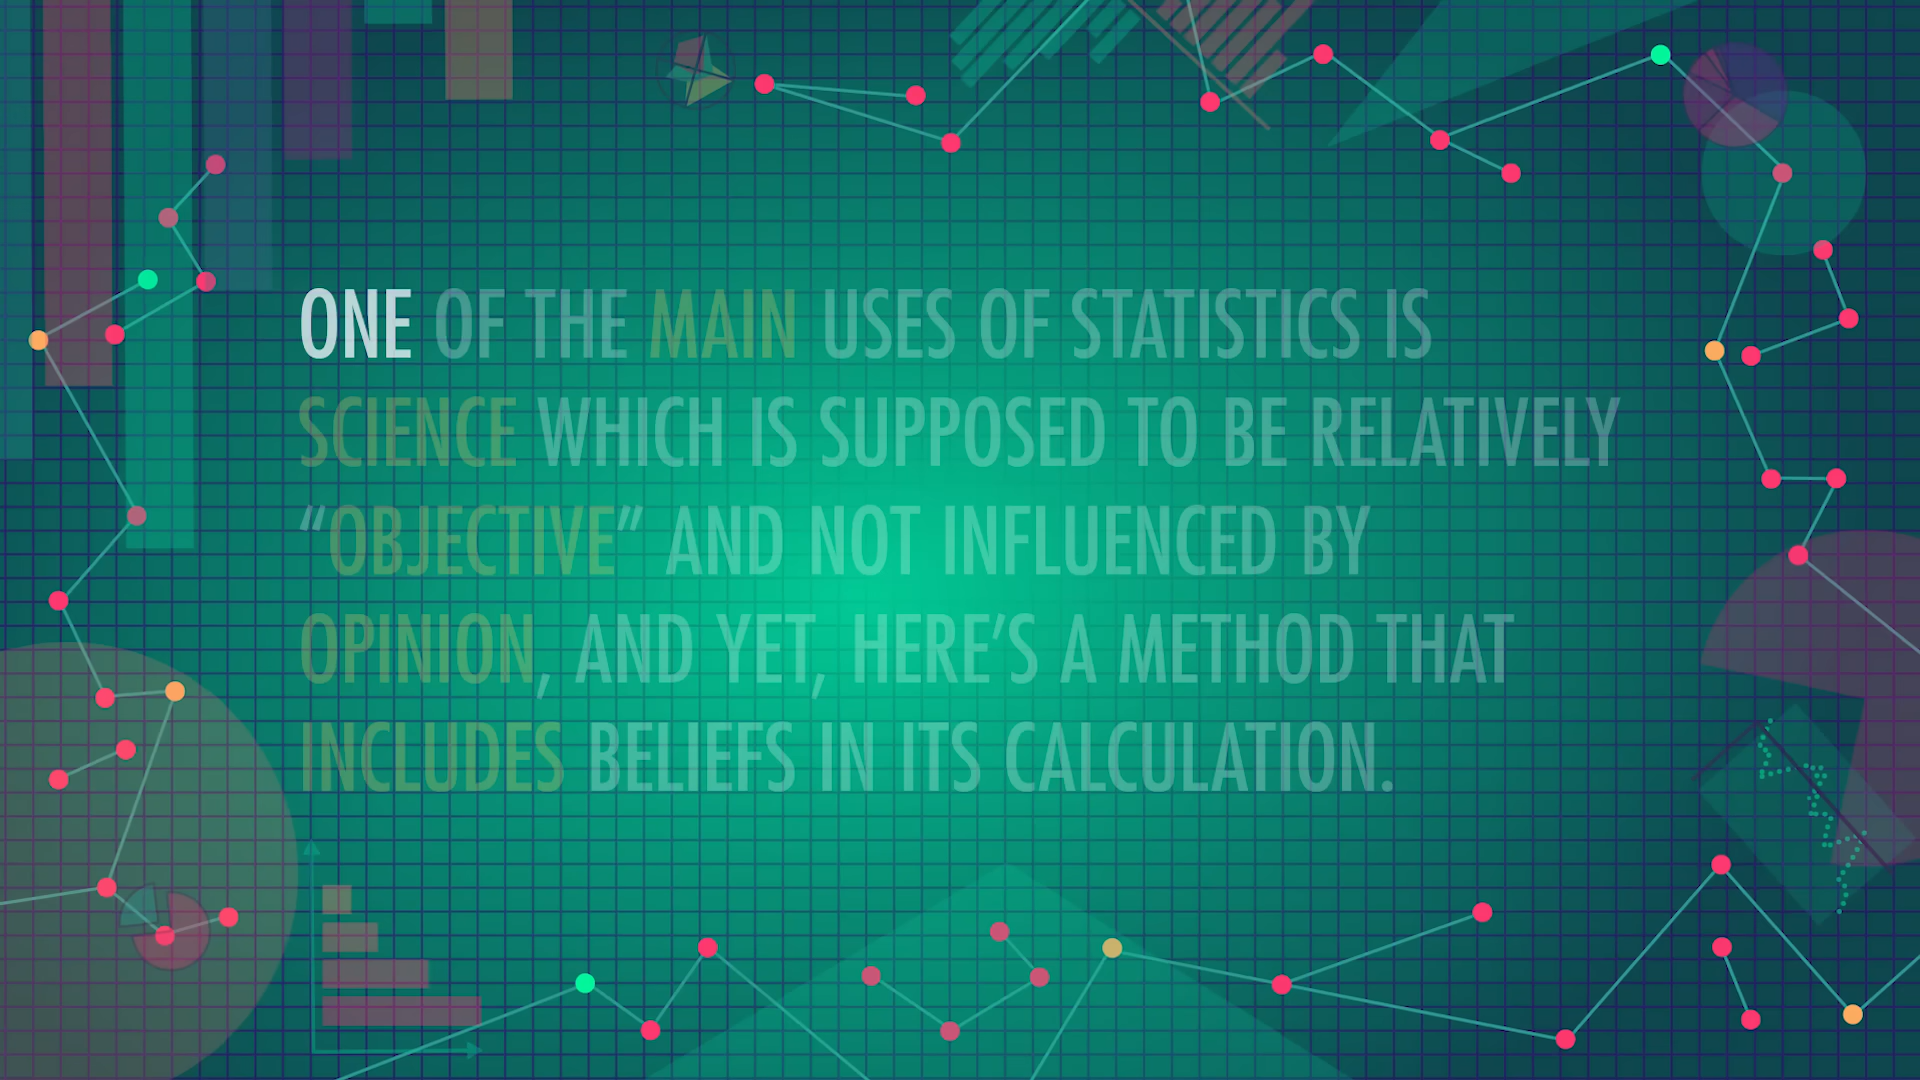 ONE OF THE MAIN USES OF STATISTICS IS
SCIENCE WHICH IS SUPPOSED TO BE RELATIVELY
“OBJECTIVE” AND NOT INFLUENCED BY
OPINION, AND YET, HERE’S A METHOD THAT
INCLUDES BELIEFS IN ITS CALCULATION.